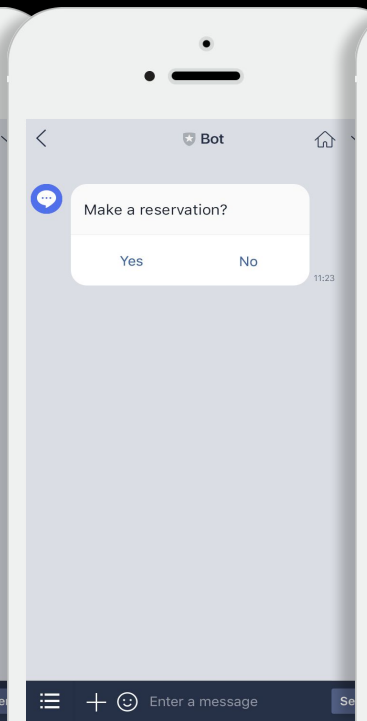 Bot
Make a reservation?
Yes No
11:23
Enter a message